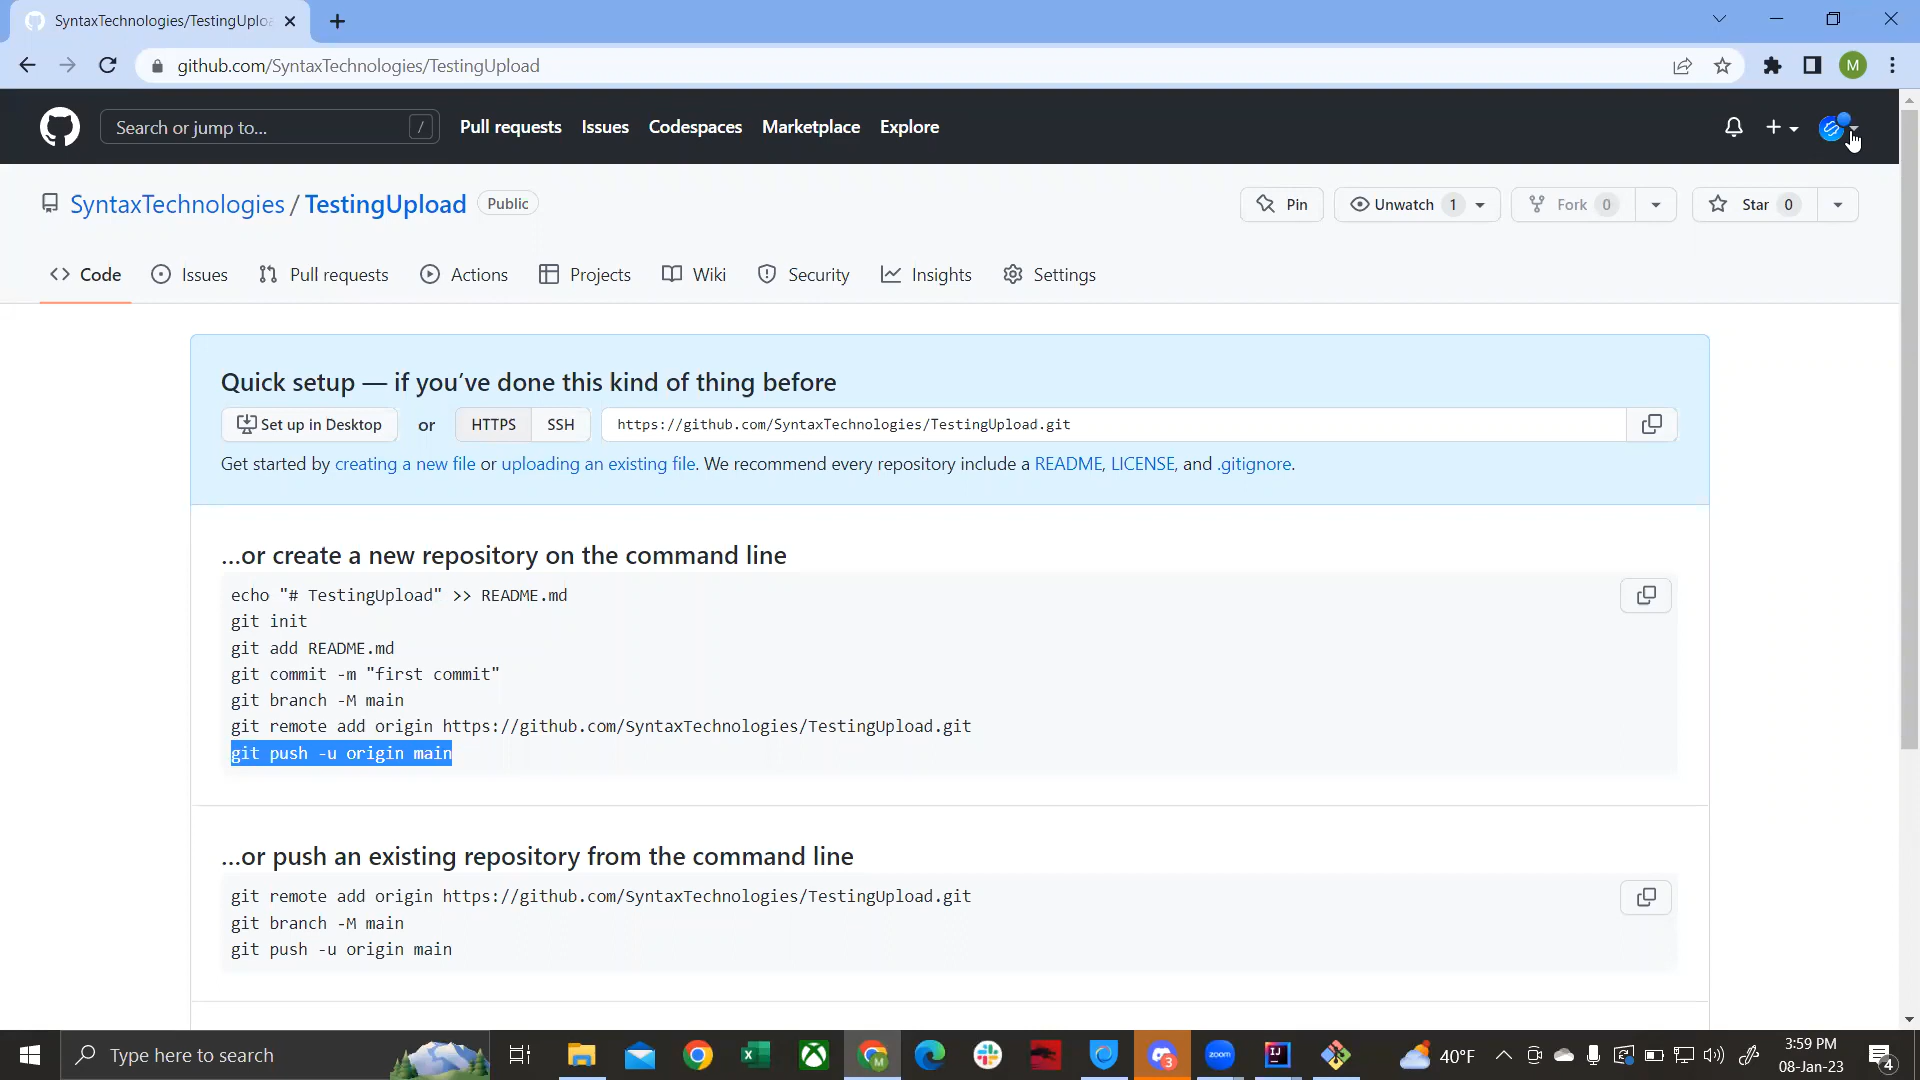 SyntaxTechnologies/TestingUplo
github.com/SyntaxTechnologies/TestingUpload
M
Search or jump to...
/
Pull requests
Issues
Codespaces
Marketplace
Explore
SyntaxTechnologies / TestingUpload
Public
Pin
Unwatch 1
Fork 0
Star 0
Code
Issues
Pull requests
Actions
Projects
Wiki
Security
Insights
Settings
Quick setup — if you've done this kind of thing before
Set up in Desktop
or
HTTPS
SSH
https://github.com/SyntaxTechnologies/TestingUpload.git
Get started by creating a new file or uploading an existing file. We recommend every repository include a README, LICENSE, and .gitignore.
...or create a new repository on the command line
echo "# TestingUpload" >> README.md
git init
git add README.md
git commit -m "first commit"
git branch -M main
git remote add origin https://github.com/SyntaxTechnologies/TestingUpload.git
git push -u origin main
...or push an existing repository from the command line
git remote add origin https://github.com/SyntaxTechnologies/TestingUpload.git
git branch -M main
git push -u origin main
Type here to search
M
3
zoom
IJ
40°F
3:59 PM
08-Jan-23
4